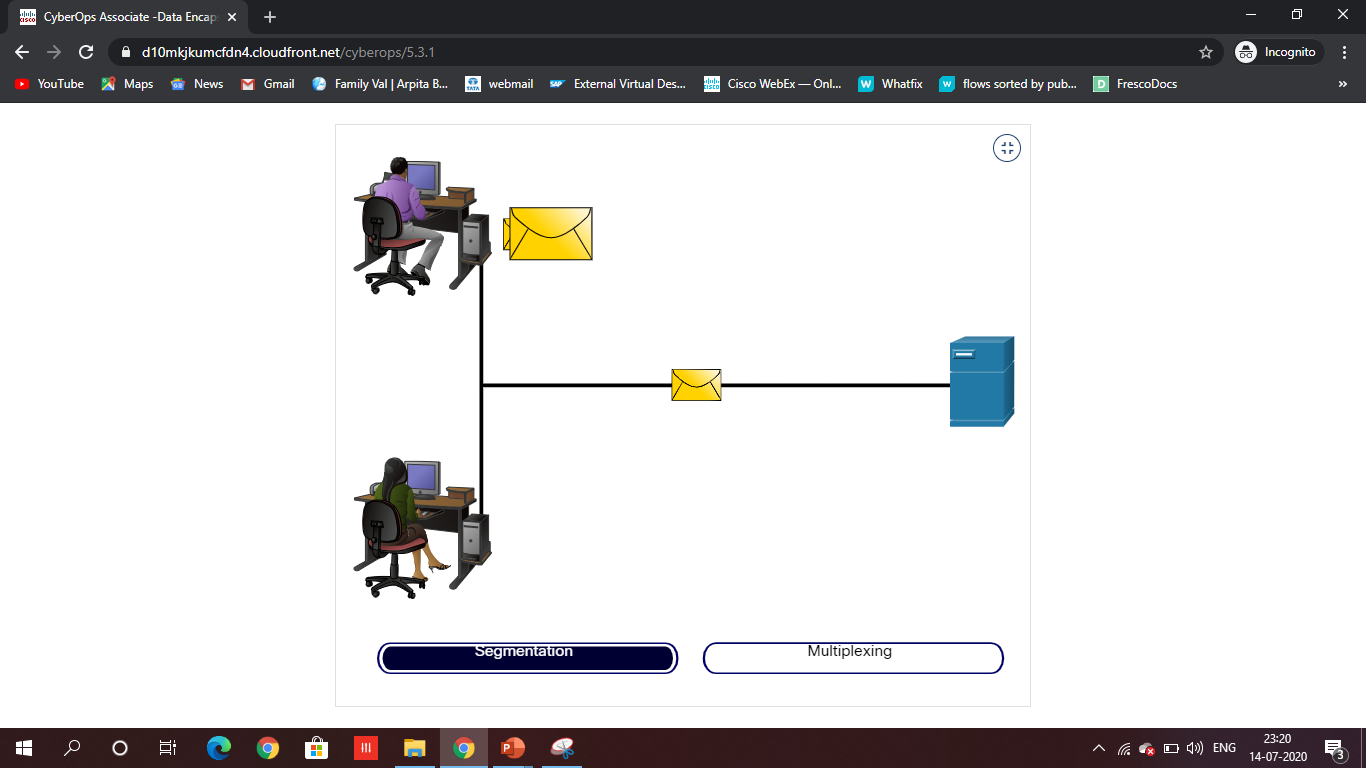 CyberOps Associate -Data Encap
d10mkjkumcfdn4.cloudfront.net/cyberops/5.3.1
Incognito
YouTube Maps News Gmail Family Val | Arpita B... webmail External Virtual Des... Cisco WebEx — Onl... Whatfix flows sorted by pub... FrescoDocs »
Segmentation Multiplexing
ENG
23:20
14-07-2020
3